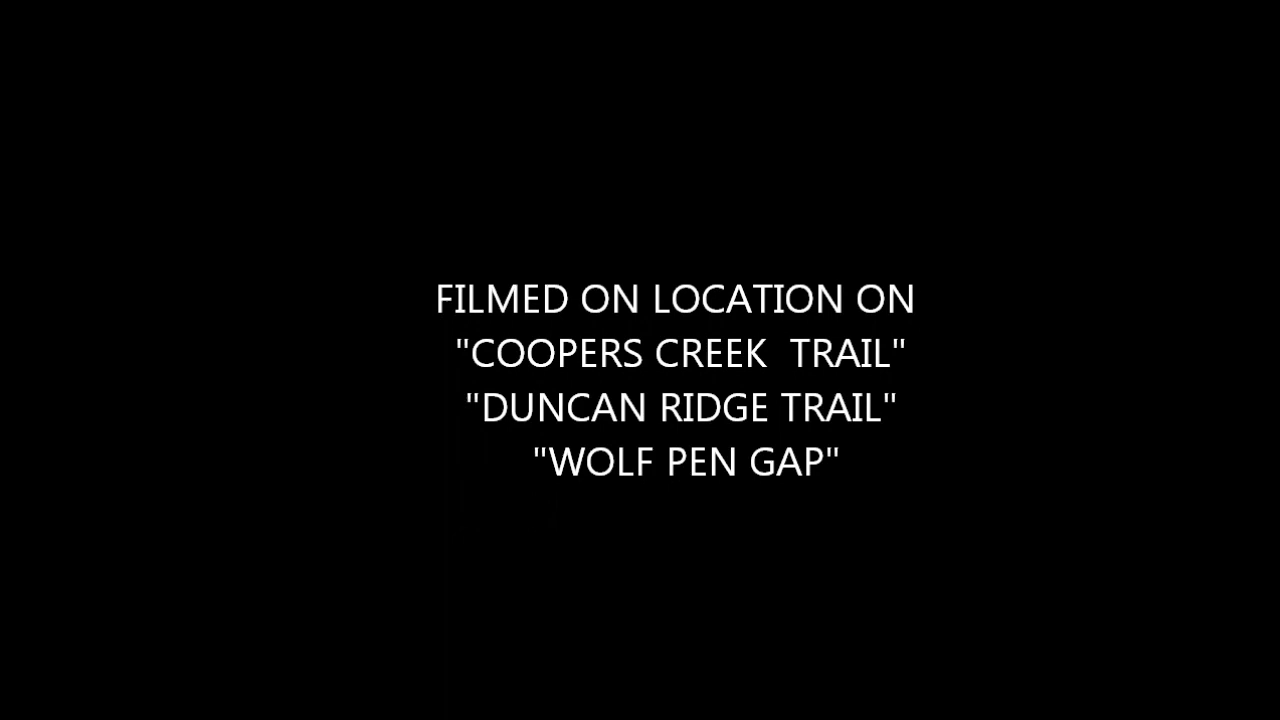 FILMED ON LOCATION ON
"COOPERS CREEK  TRAIL"
"DUNCAN RIDGE TRAIL"
"WOLF PEN GAP"